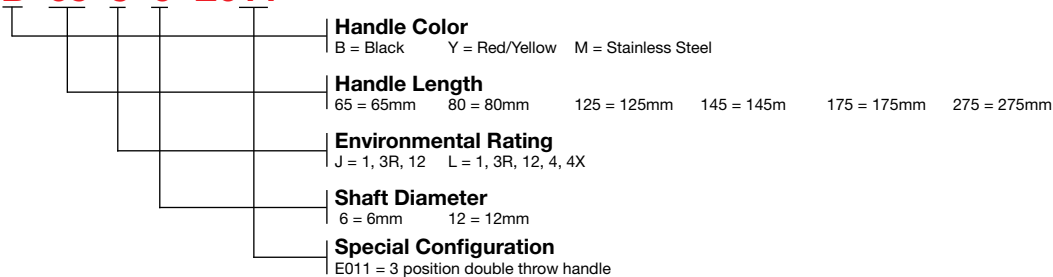 Handle Color
B = Black Y = Red/Yellow M = Stainless Steel
Handle Length
65 = 65mm 80 = 80mm 125 = 125mm 145 = 145m 175 = 175mm 275 = 275mm
Environmental Rating
J = 1, 3R, 12 L = 1, 3R, 12, 4, 4X
Shaft Diameter
6 = 6mm 12 = 12mm
Special Configuration
E011 = 3 position double throw handle